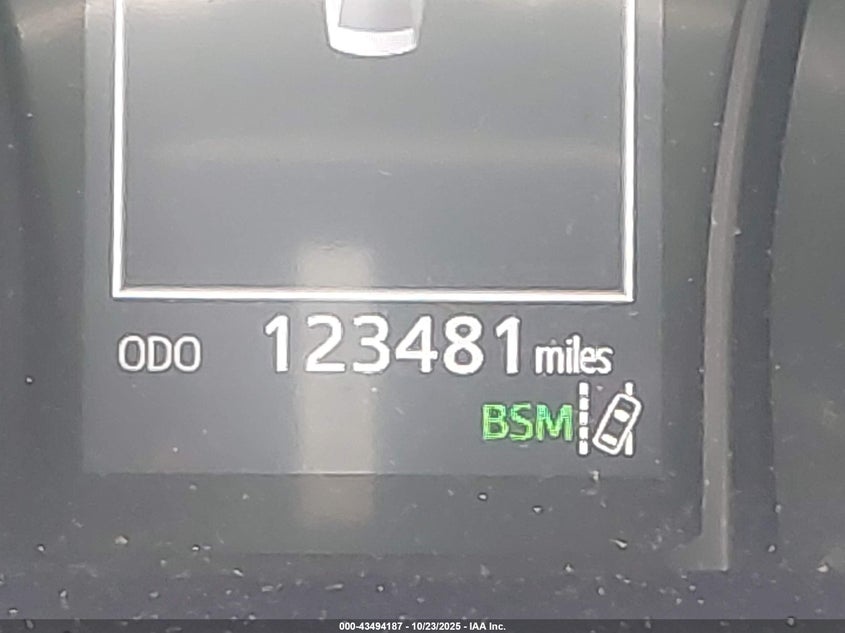 ODO 123481 miles
BSM
000-43494187 - 10/23/2025 - IAA Inc.